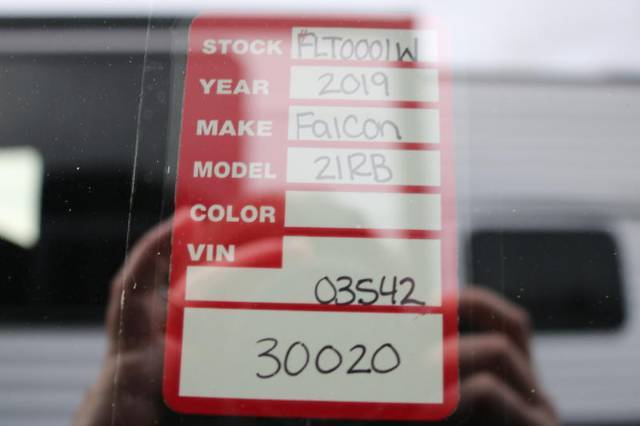 STOCK #FLT0001W
YEAR 2019
MAKE Falcon
MODEL 21RB
COLOR
VIN
03542
30020